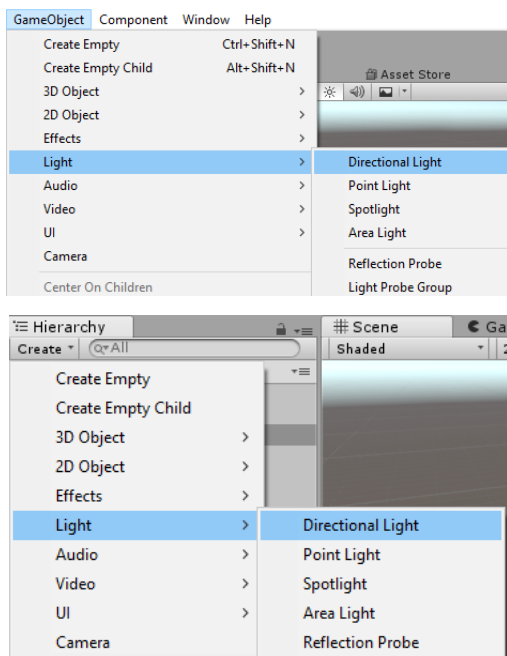 GameObject Component Window Help
Create Empty Ctrl+Shift+N
Create Empty Child Alt+Shift+N
Asset Store
3D Object
2D Object
Effects
Light Directional Light
Audio Point Light
Video Spotlight
UI Area Light
Camera
Reflection Probe
Center On Children Light Probe Group
Hierarchy Scene Ga
Create All Shaded 2
Create Empty
Create Empty Child
3D Object
2D Object
Effects
Light Directional Light
Audio Point Light
Video Spotlight
UI Area Light
Camera Reflection Probe